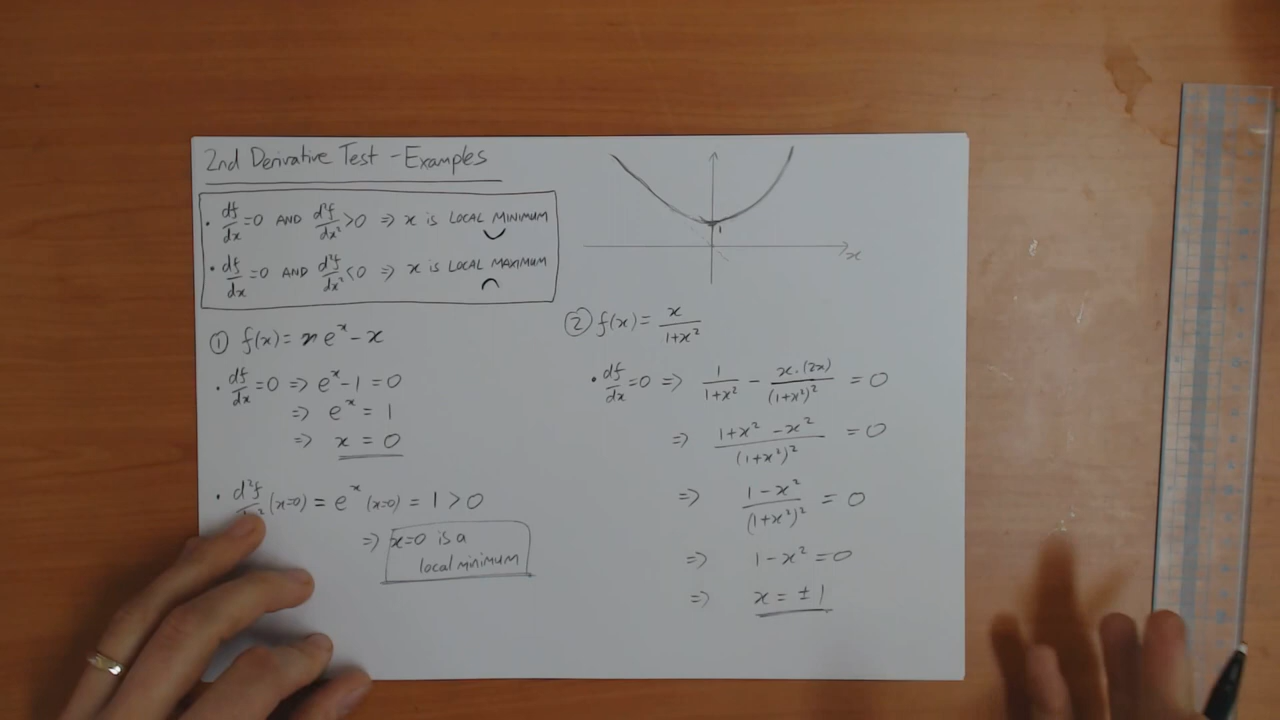 2nd Derivative Test - Examples
• df/dx = 0 AND d²f/dx² > 0 ⇒ x is LOCAL MINIMUM
• df/dx = 0 AND d²f/dx² < 0 ⇒ x is LOCAL MAXIMUM
① f(x) = e^x - x
• df/dx = 0 ⇒ e^x - 1 = 0
⇒ e^x = 1
⇒ x = 0
• d²f/dx² (x=0) = e^x (x=0) = 1 > 0
⇒ x=0 is a
local minimum
1
x
② f(x) = x/(1+x²)
• df/dx = 0 ⇒ 1/(1+x²) - x.(2x)/(1+x²)² = 0
⇒ (1+x² - x²)/(1+x²)² = 0
⇒ (1-x²)/(1+x²)² = 0
⇒ 1-x² = 0
⇒ x = ±1